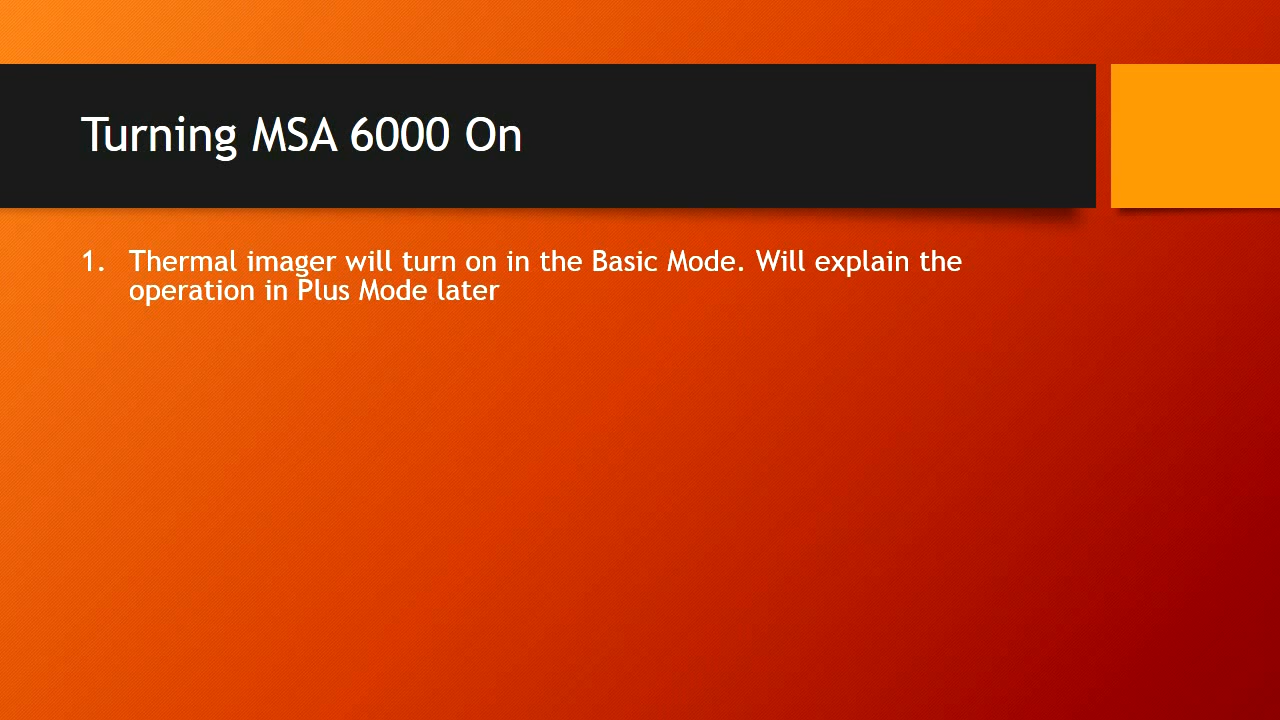 Turning MSA 6000 On
1. Thermal imager will turn on in the Basic Mode. Will explain the
operation in Plus Mode later